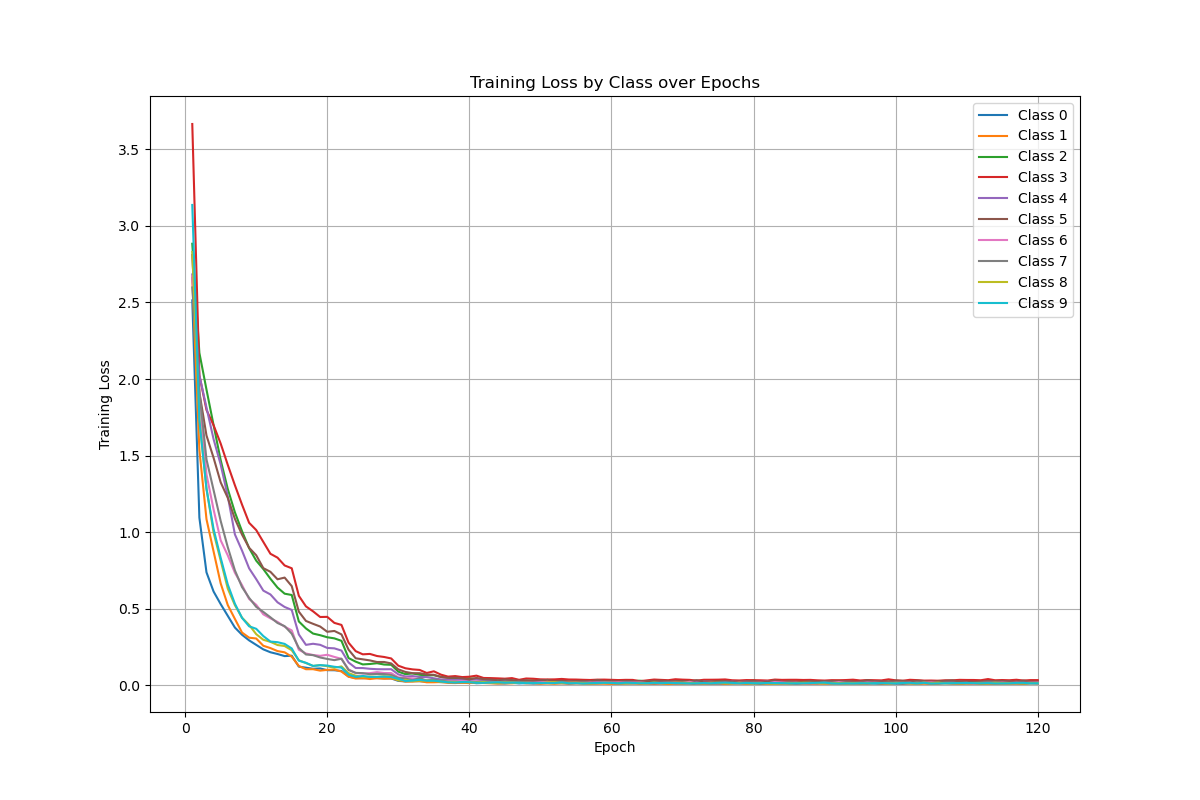 Training Loss by Class over Epochs
3.5
3.0
2.5
2.0
1.5
1.0
0.5
0.0
Training Loss
0
20
40
60
80
100
120
Epoch
Class 0
Class 1
Class 2
Class 3
Class 4
Class 5
Class 6
Class 7
Class 8
Class 9